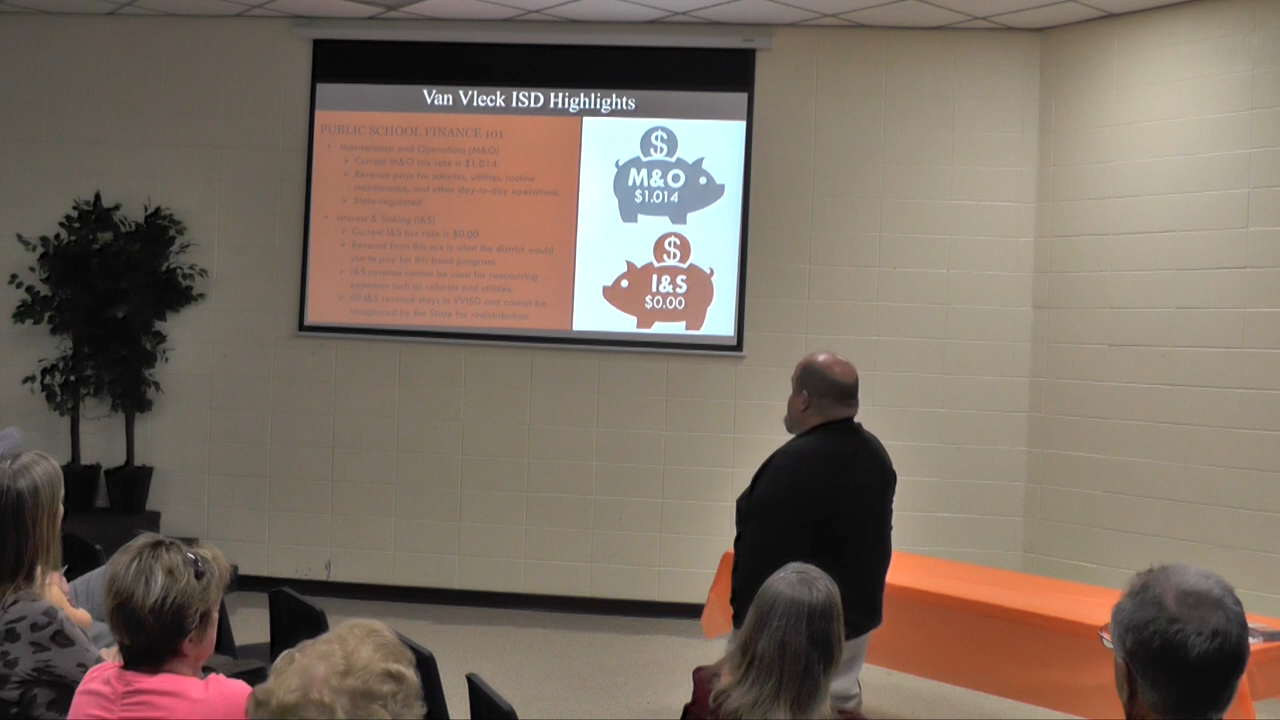 Van Vleck ISD Highlights
PUBLIC SCHOOL FINANCE 101
Maintenance and Operations (M&O)
Current M&O tax rate is $1.014
Revenue pays for salaries, utilities, routine
maintenance, and other day-to-day operations
State-regulated
Interest & Sinking (I&S)
Current I&S tax rate is $0.00
Revenue from this tax is what the district would
use to pay for this bond program.
I&S revenue cannot be used for reoccurring
expenses such as salaries and utilities.
All I&S revenue stays in VVISD and cannot be
recaptured by the State for redistribution.
$
M&O
$1.014
$
I&S
$0.00